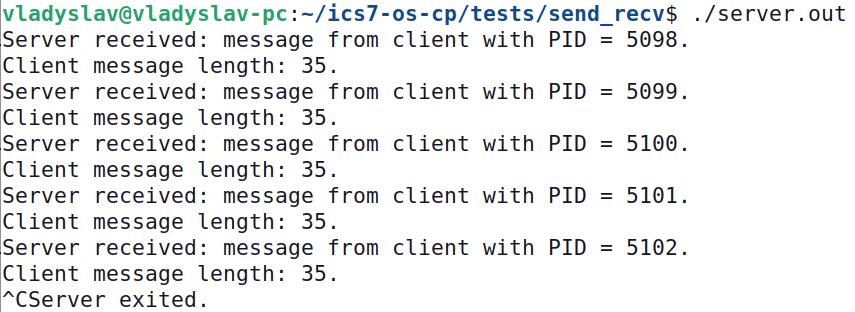 vladyslav@vladyslav-pc:~/ics7-os-cp/tests/send_recv$ ./server.out
Server received: message from client with PID = 5098.
Client message length: 35.
Server received: message from client with PID = 5099.
Client message length: 35.
Server received: message from client with PID = 5100.
Client message length: 35.
Server received: message from client with PID = 5101.
Client message length: 35.
Server received: message from client with PID = 5102.
Client message length: 35.
^CServer exited.